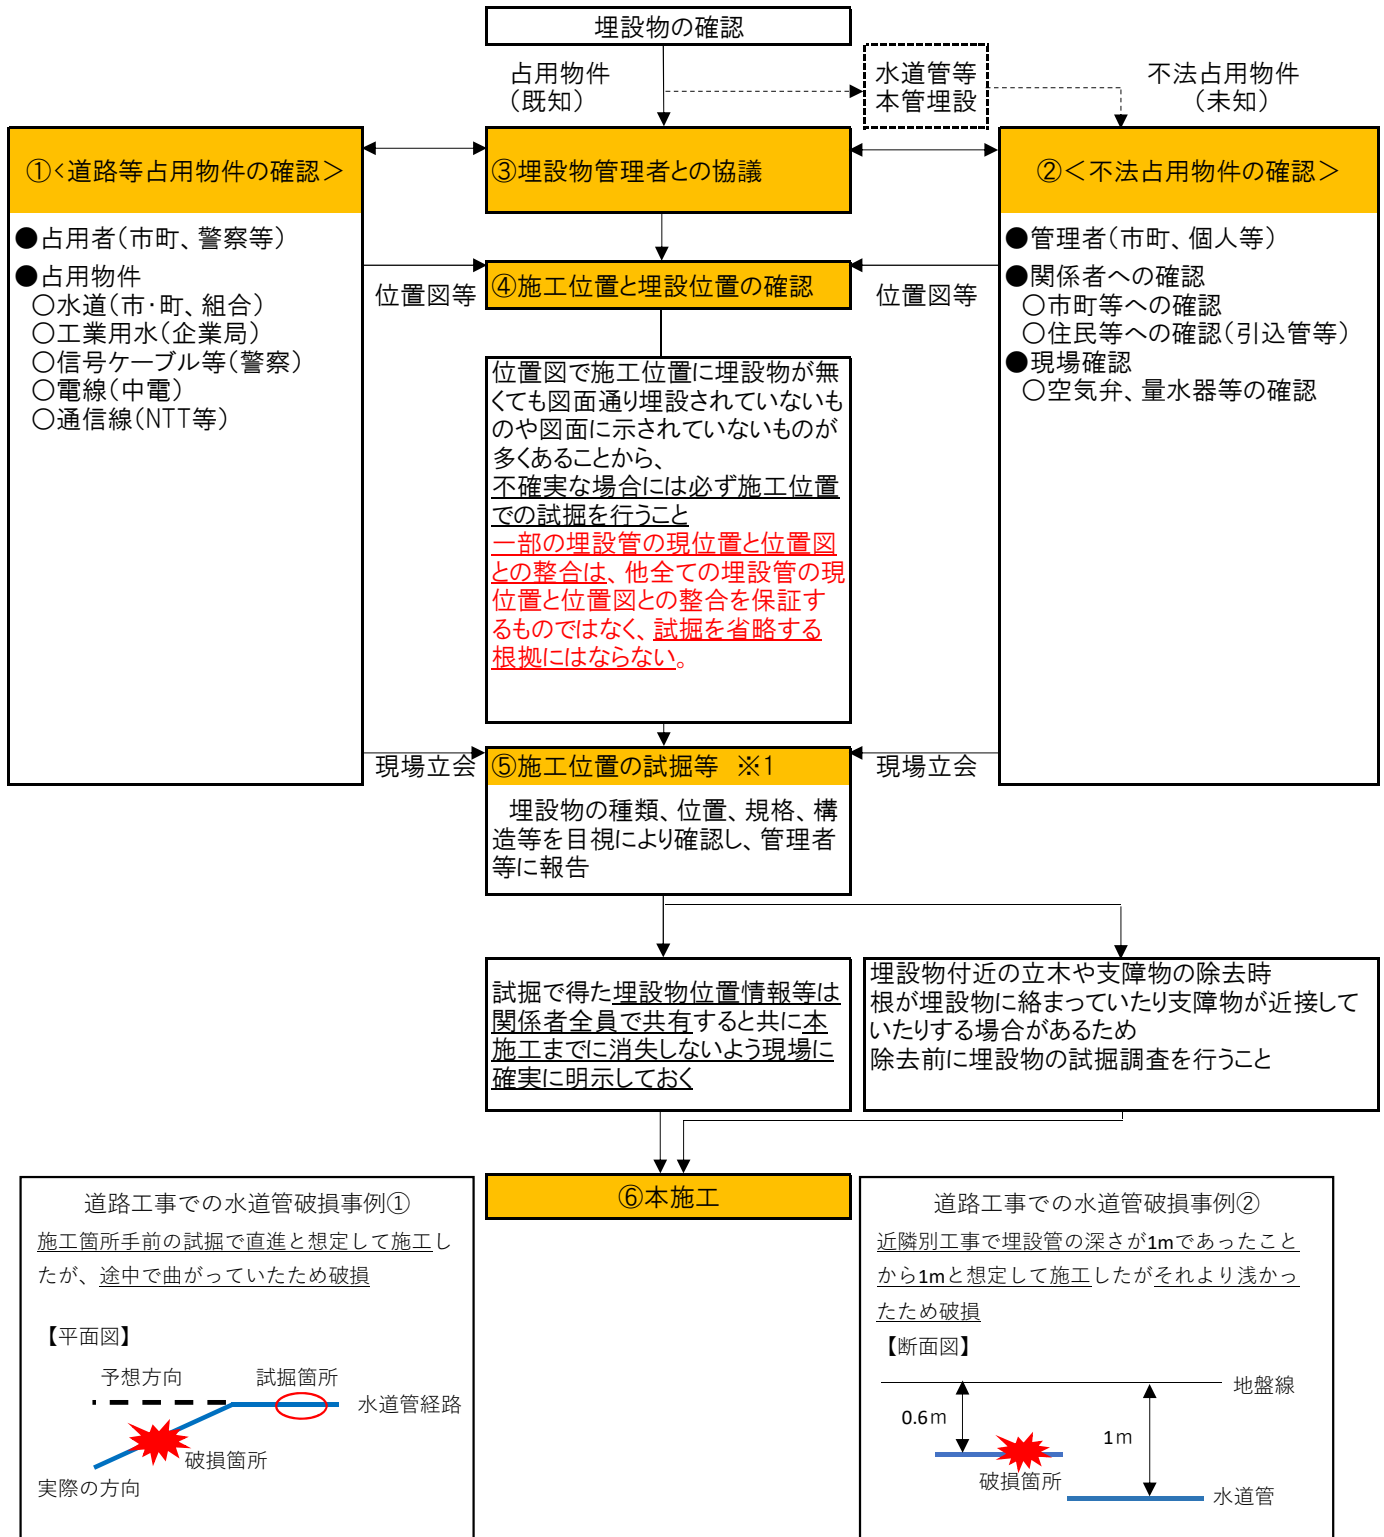 埋設物の確認
占用物件
（既知）
水道管等
本管埋設
不法占用物件
（未知）
①<道路等占用物件の確認＞
●占用者（市町、警察等）
●占用物件
○水道（市・町、組合）
○工業用水（企業局）
○信号ケーブル等（警察）
○電線（中電）
○通信線（NTT等）
③埋設物管理者との協議
②＜不法占用物件の確認＞
●管理者（市町、個人等）
●関係者への確認
○市町等への確認
○住民等への確認（引込管等）
●現場確認
○空気弁、量水器等の確認
位置図等
④施工位置と埋設位置の確認
位置図等
位置図で施工位置に埋設物が無
くても図面通り埋設されていないも
のや図面に示されていないものが
多くあることから、
不確実な場合には必ず施工位置
での試掘を行うこと
一部の埋設管の現位置と位置図
との整合は、他全ての埋設管の現
位置と位置図との整合を保証す
るものではなく、試掘を省略する
根拠にはならない。
現場立会
⑤施工位置の試掘等　※1
現場立会
埋設物の種類、位置、規格、構
造等を目視により確認し、管理者
等に報告
試掘で得た埋設物位置情報等は
関係者全員で共有すると共に本
施工までに消失しないよう現場に
確実に明示しておく
埋設物付近の立木や支障物の除去時
根が埋設物に絡まっていたり支障物が近接して
いたりする場合があるため
除去前に埋設物の試掘調査を行うこと
⑥本施工
道路工事での水道管破損事例①
施工箇所手前の試掘で直進と想定して施工し
たが、途中で曲がっていたため破損
【平面図】
予想方向
試掘箇所
水道管経路
破損箇所
実際の方向
道路工事での水道管破損事例②
近隣別工事で埋設管の深さが1mであったこと
から1mと想定して施工したがそれより浅かっ
たため破損
【断面図】
地盤線
0.6ｍ
1ｍ
破損箇所
水道管